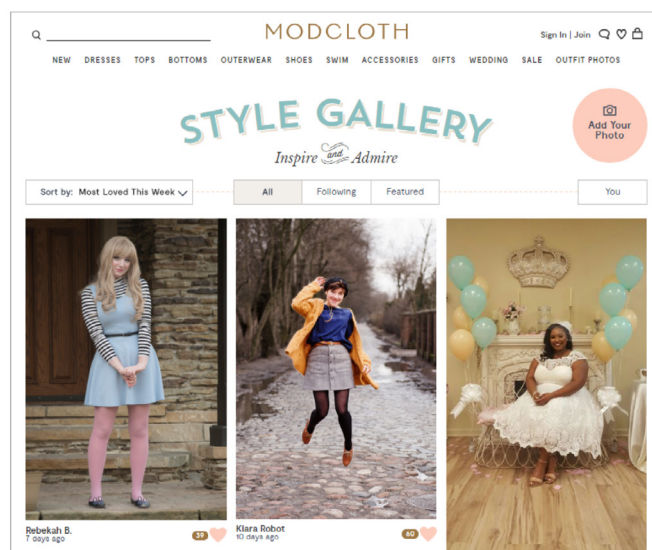 MODCLOTH
Sign In | Join
NEW DRESSES TOPS BOTTOMS OUTERWEAR SHOES SWIM ACCESSORIES GIFTS WEDDING SALE OUTFIT PHOTOS
STYLE GALLERY
Inspire and Admire
Add Your
Photo
Sort by: Most Loved This Week
All Following Featured
You
Rebekah B.
7 days ago
39
Klara Robot
10 days ago
60